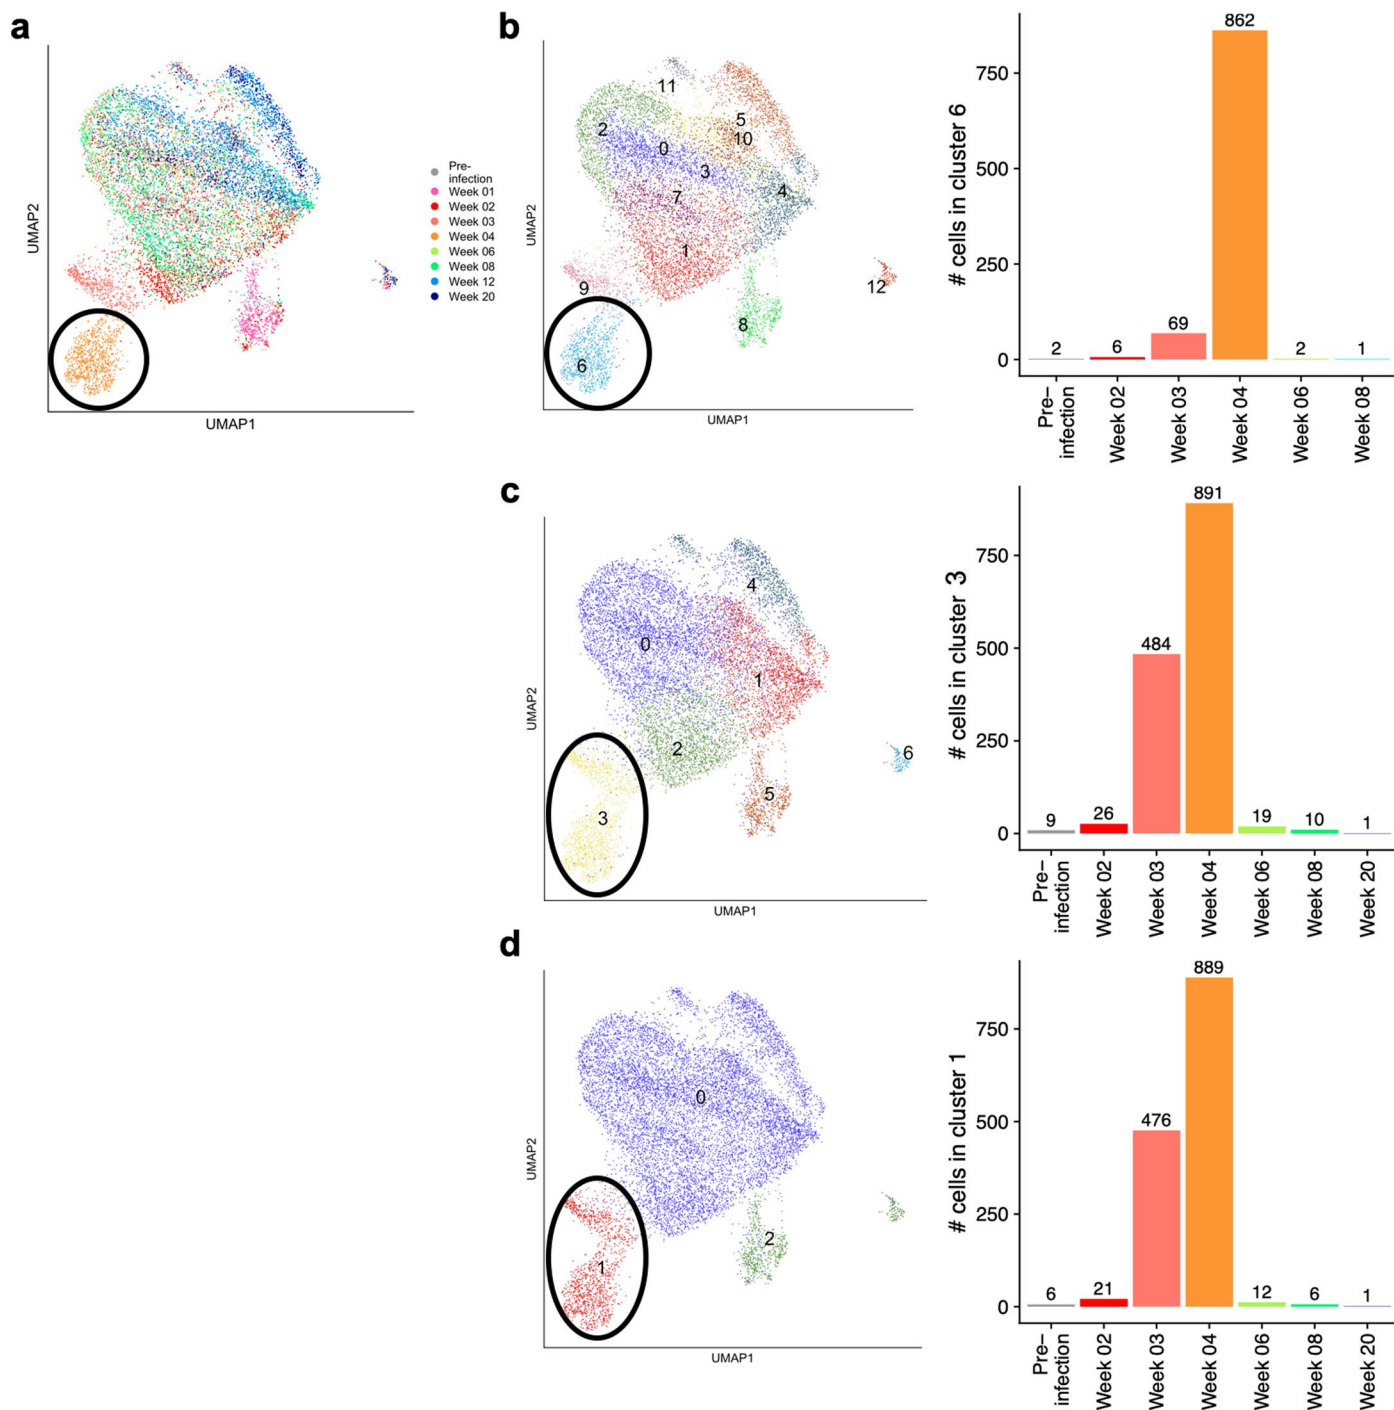 a
UMAP2
UMAP1
Pre-
infection
Week 01
Week 02
Week 03
Week 04
Week 06
Week 08
Week 12
Week 20
b
UMAP2
11
5
10
2
0
3
4
7
1
9
12
8
6
UMAP1
# cells in cluster 6
750
500
250
0
2
6
69
862
2
1
Pre–
infection
Week 02
Week 03
Week 04
Week 06
Week 08
c
UMAP2
4
0
1
2
6
5
3
UMAP1
# cells in cluster 3
750
500
250
0
9
26
484
891
19
10
1
Pre–
infection
Week 02
Week 03
Week 04
Week 06
Week 08
Week 20
d
UMAP2
0
2
1
UMAP1
# cells in cluster 1
750
500
250
0
6
21
476
889
12
6
1
Pre–
infection
Week 02
Week 03
Week 04
Week 06
Week 08
Week 20